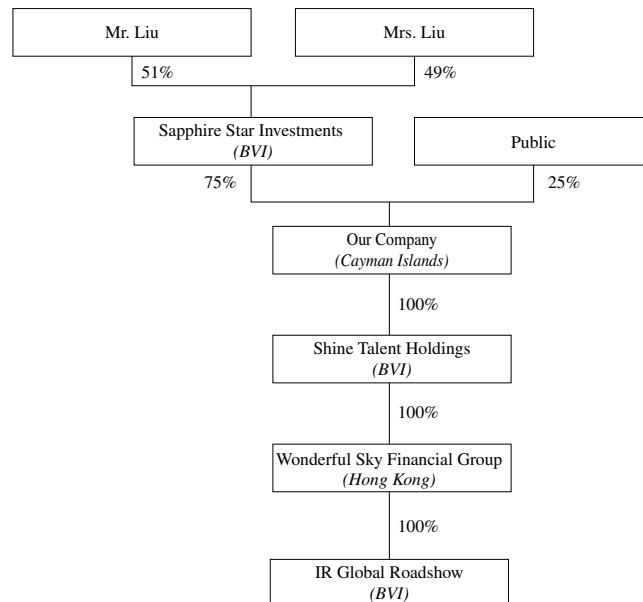 Mr. Liu
Mrs. Liu
51%
49%
Sapphire Star Investments
(BVI)
Public
75%
25%
Our Company
(Cayman Islands)
100%
Shine Talent Holdings
(BVI)
100%
Wonderful Sky Financial Group
(Hong Kong)
100%
IR Global Roadshow
(BVI)